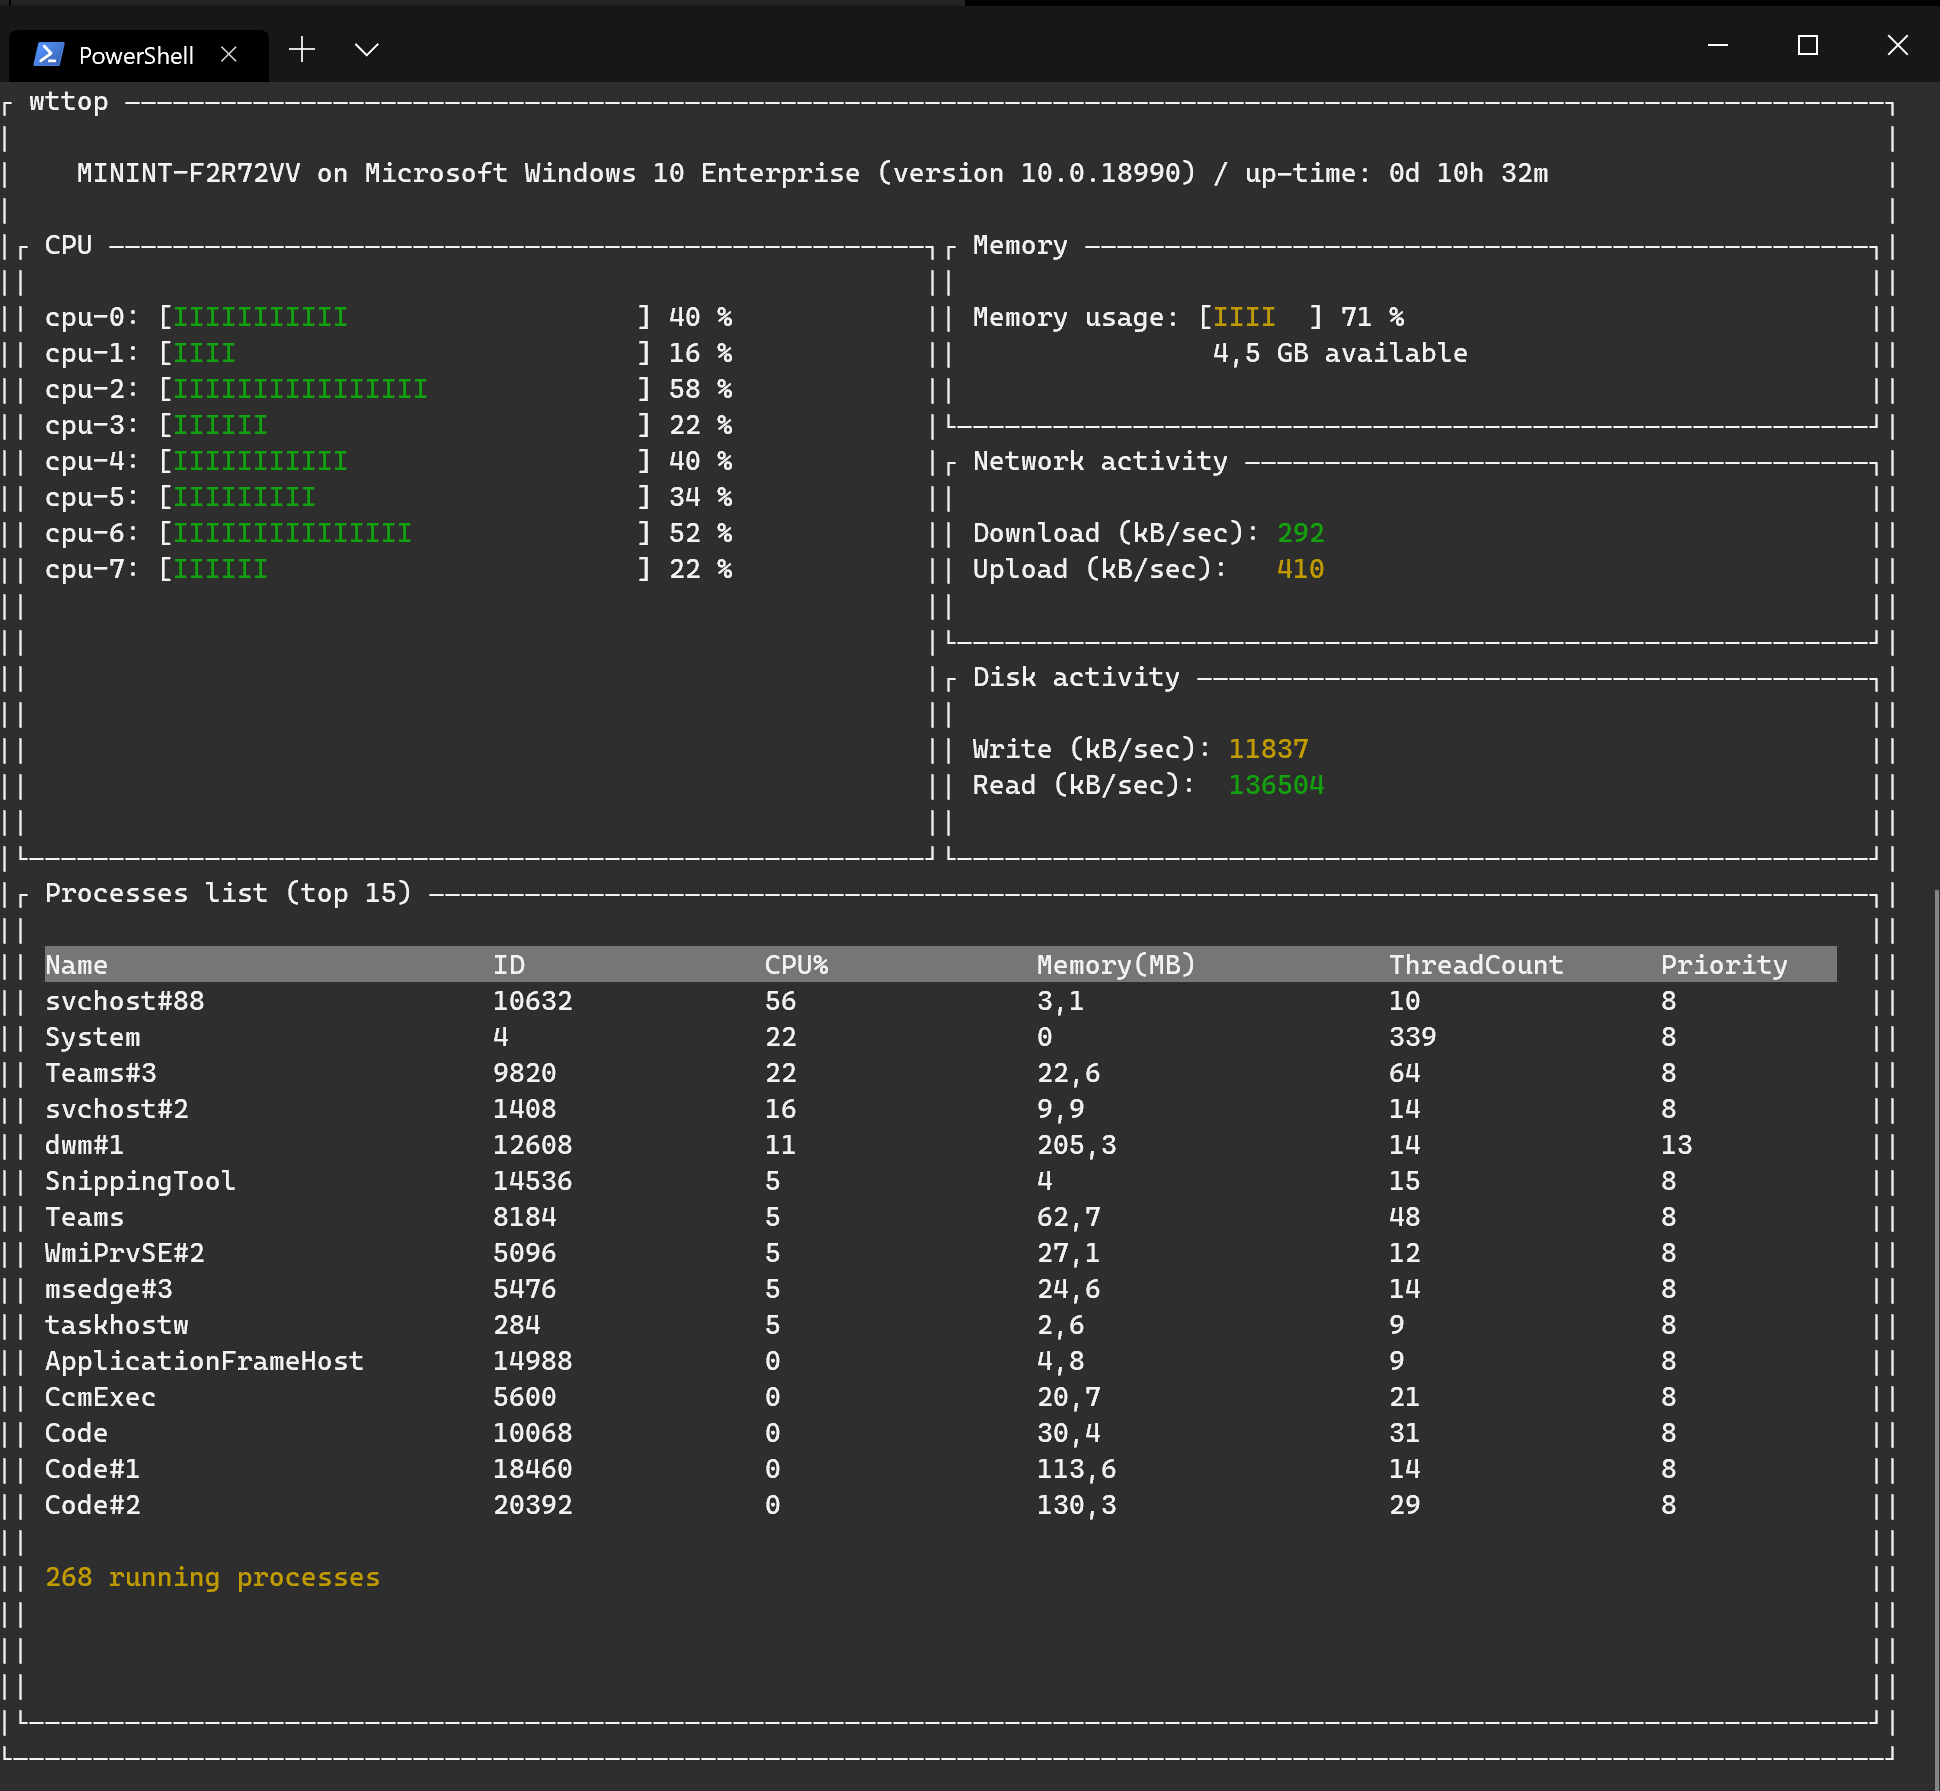 PowerShell
wttop
MININT-F2R72VV on Microsoft Windows 10 Enterprise (version 10.0.18990) / up-time: 0d 10h 32m
CPU
cpu-0: [IIIIIIIIIII ] 40 %
cpu-1: [IIII ] 16 %
cpu-2: [IIIIIIIIIIIIIIII ] 58 %
cpu-3: [IIIIII ] 22 %
cpu-4: [IIIIIIIIIII ] 40 %
cpu-5: [IIIIIIIII ] 34 %
cpu-6: [IIIIIIIIIIIIIII ] 52 %
cpu-7: [IIIIII ] 22 %
Memory
Memory usage: [IIII ] 71 %
4,5 GB available
Network activity
Download (kB/sec): 292
Upload (kB/sec): 410
Disk activity
Write (kB/sec): 11837
Read (kB/sec): 136504
Processes list (top 15)
Name ID CPU% Memory(MB) ThreadCount Priority
svchost#88 10632 56 3,1 10 8
System 4 22 0 339 8
Teams#3 9820 22 22,6 64 8
svchost#2 1408 16 9,9 14 8
dwm#1 12608 11 205,3 14 13
SnippingTool 14536 5 4 15 8
Teams 8184 5 62,7 48 8
WmiPrvSE#2 5096 5 27,1 12 8
msedge#3 5476 5 24,6 14 8
taskhostw 284 5 2,6 9 8
ApplicationFrameHost 14988 0 4,8 9 8
CcmExec 5600 0 20,7 21 8
Code 10068 0 30,4 31 8
Code#1 18460 0 113,6 14 8
Code#2 20392 0 130,3 29 8
268 running processes